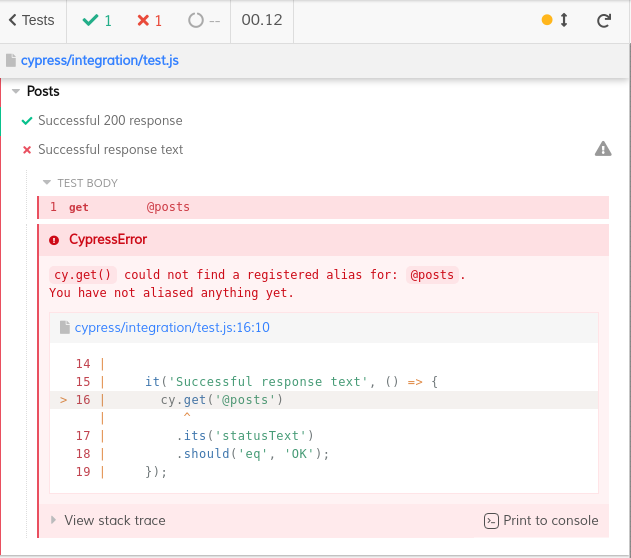 Tests 1 1 -- 00.12
cypress/integration/test.js
Posts
Successful 200 response
Successful response text
TEST BODY
1 get @posts
CypressError
cy.get() could not find a registered alias for: @posts.
You have not aliased anything yet.
cypress/integration/test.js:16:10
14 |
15 | it('Successful response text', () => {
> 16 | cy.get('@posts')
| ^
17 | .its('statusText')
18 | .should('eq', 'OK');
19 | });
View stack trace Print to console